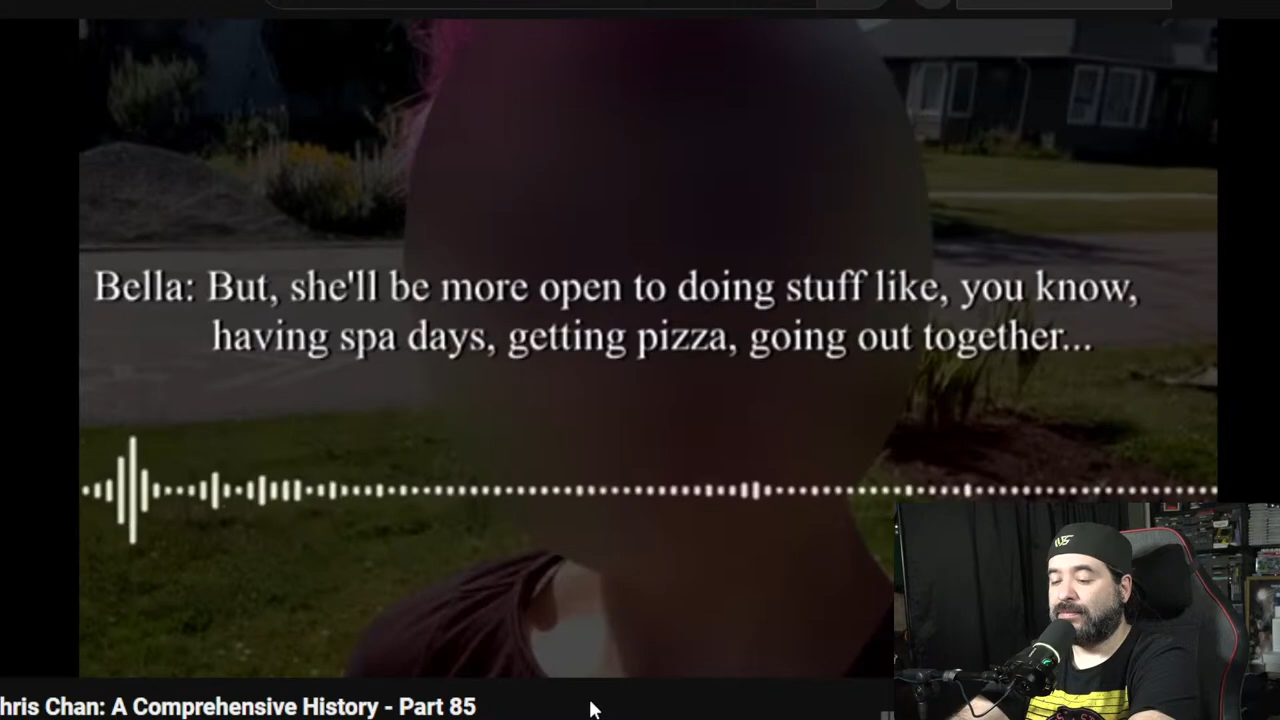 Bella: But, she'll be more open to doing stuff like, you know,
having spa days, getting pizza, going out together...
hris Chan: A Comprehensive History - Part 85